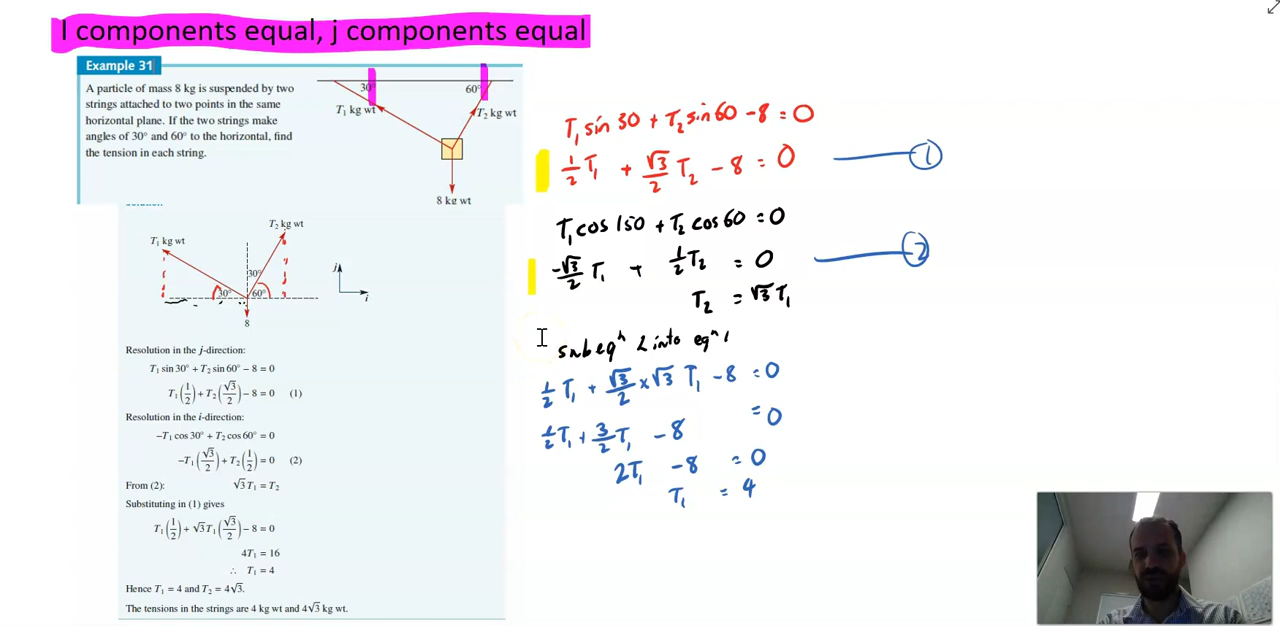 I components equal, j components equal
Example 31
A particle of mass 8 kg is suspended by two
strings attached to two points in the same
horizontal plane. If the two strings make
angles of 30° and 60° to the horizontal, find
the tension in each string.
30°
60°
T₁ kg wt
T₂ kg wt
8 kg wt
T₂ kg wt
T₁ kg wt
30°
30°
60°
8
j
i
Resolution in the j-direction:
T₁ sin 30° + T₂ sin 60° − 8 = 0
T₁(1/2) + T₂(√3/2) − 8 = 0 (1)
Resolution in the i-direction:
−T₁ cos 30° + T₂ cos 60° = 0
−T₁(√3/2) + T₂(1/2) = 0 (2)
From (2): √3T₁ = T₂
Substituting in (1) gives
T₁(1/2) + √3T₁(√3/2) − 8 = 0
4T₁ = 16
∴ T₁ = 4
Hence T₁ = 4 and T₂ = 4√3.
The tensions in the strings are 4 kg wt and 4√3 kg wt.
T₁ sin 30 + T₂ sin 60 − 8 = 0
1/2 T₁ + √3/2 T₂ − 8 = 0 1
T₁ cos 150 + T₂ cos 60 = 0
−√3/2 T₁ + 1/2 T₂ = 0 2
T₂ = √3 T₁
sub eqⁿ 2 into eqⁿ 1
1/2 T₁ + √3/2 × √3 T₁ − 8 = 0
1/2 T₁ + 3/2 T₁ − 8 = 0
2T₁ − 8 = 0
T₁ = 4